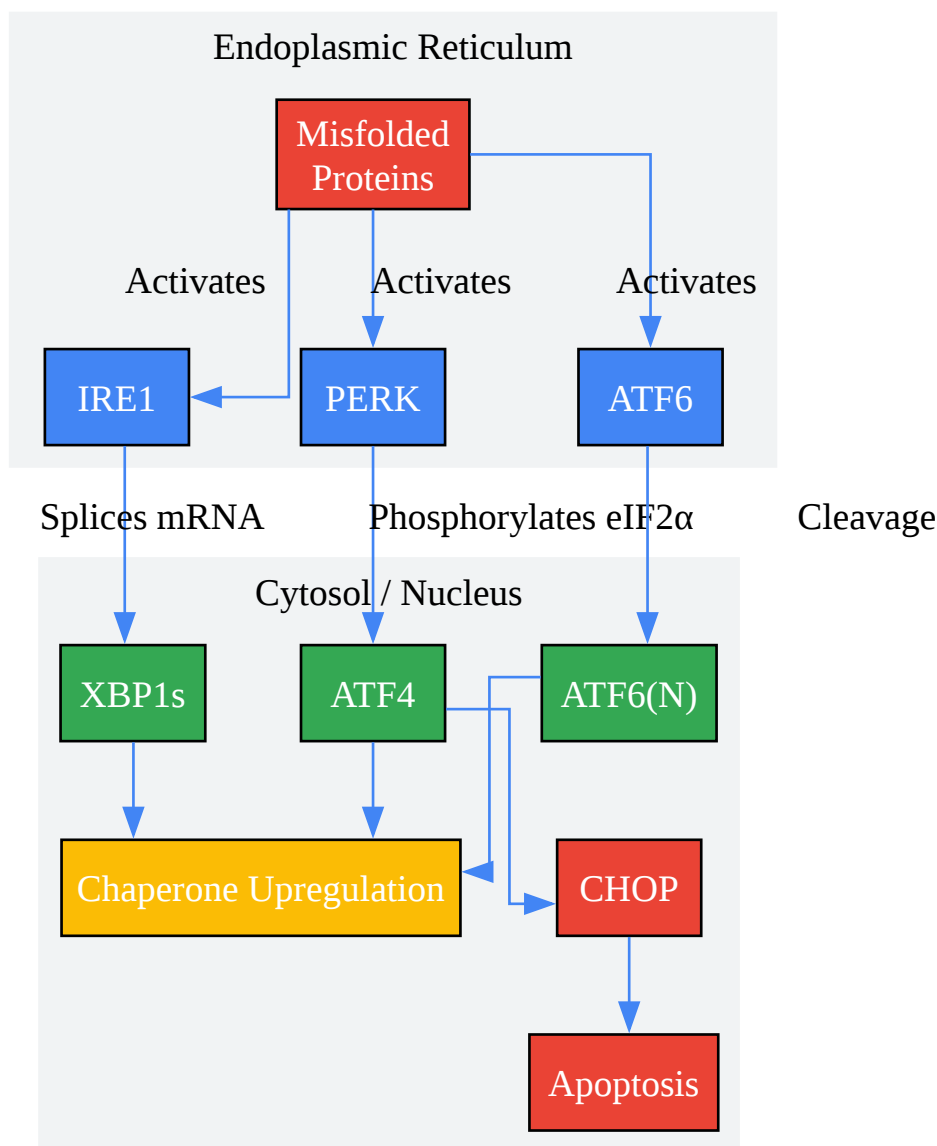 Endoplasmic Reticulum
Misfolded
Proteins
Activates
Activates
Activates
IRE1
PERK
ATF6
Splices mRNA
Phosphorylates eIF2α
Cleavage
Cytosol / Nucleus
XBP1s
ATF4
ATF6(N)
Chaperone Upregulation
CHOP
Apoptosis